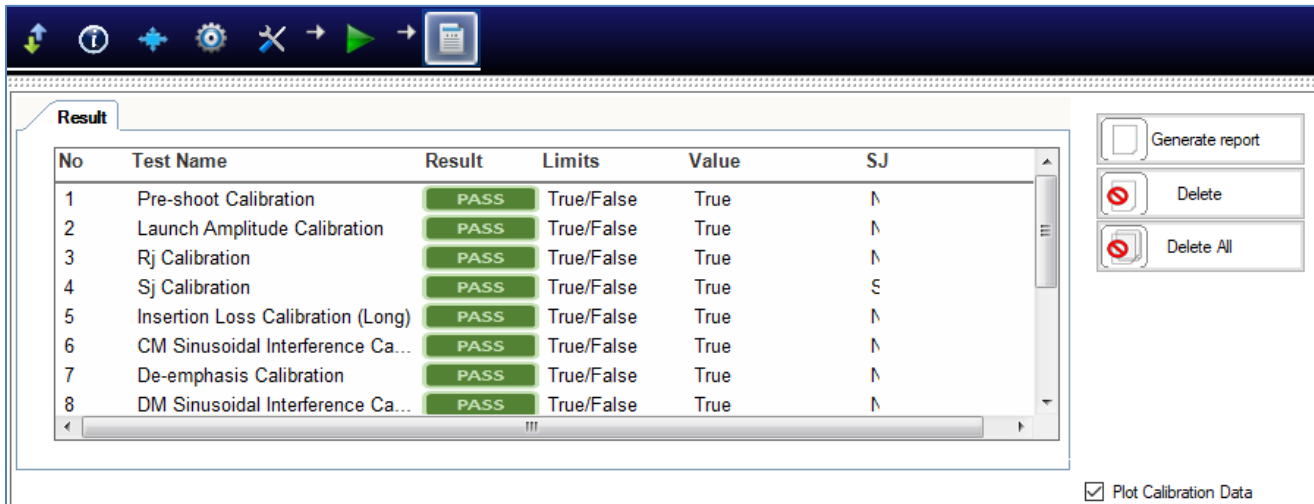 Result
No Test Name Result Limits Value SJ
1 Pre-shoot Calibration PASS True/False True
2 Launch Amplitude Calibration PASS True/False True
3 Rj Calibration PASS True/False True
4 Sj Calibration PASS True/False True
5 Insertion Loss Calibration (Long) PASS True/False True
6 CM Sinusoidal Interference Ca... PASS True/False True
7 De-emphasis Calibration PASS True/False True
8 DM Sinusoidal Interference Ca... PASS True/False True
Generate report
Delete
Delete All
Plot Calibration Data